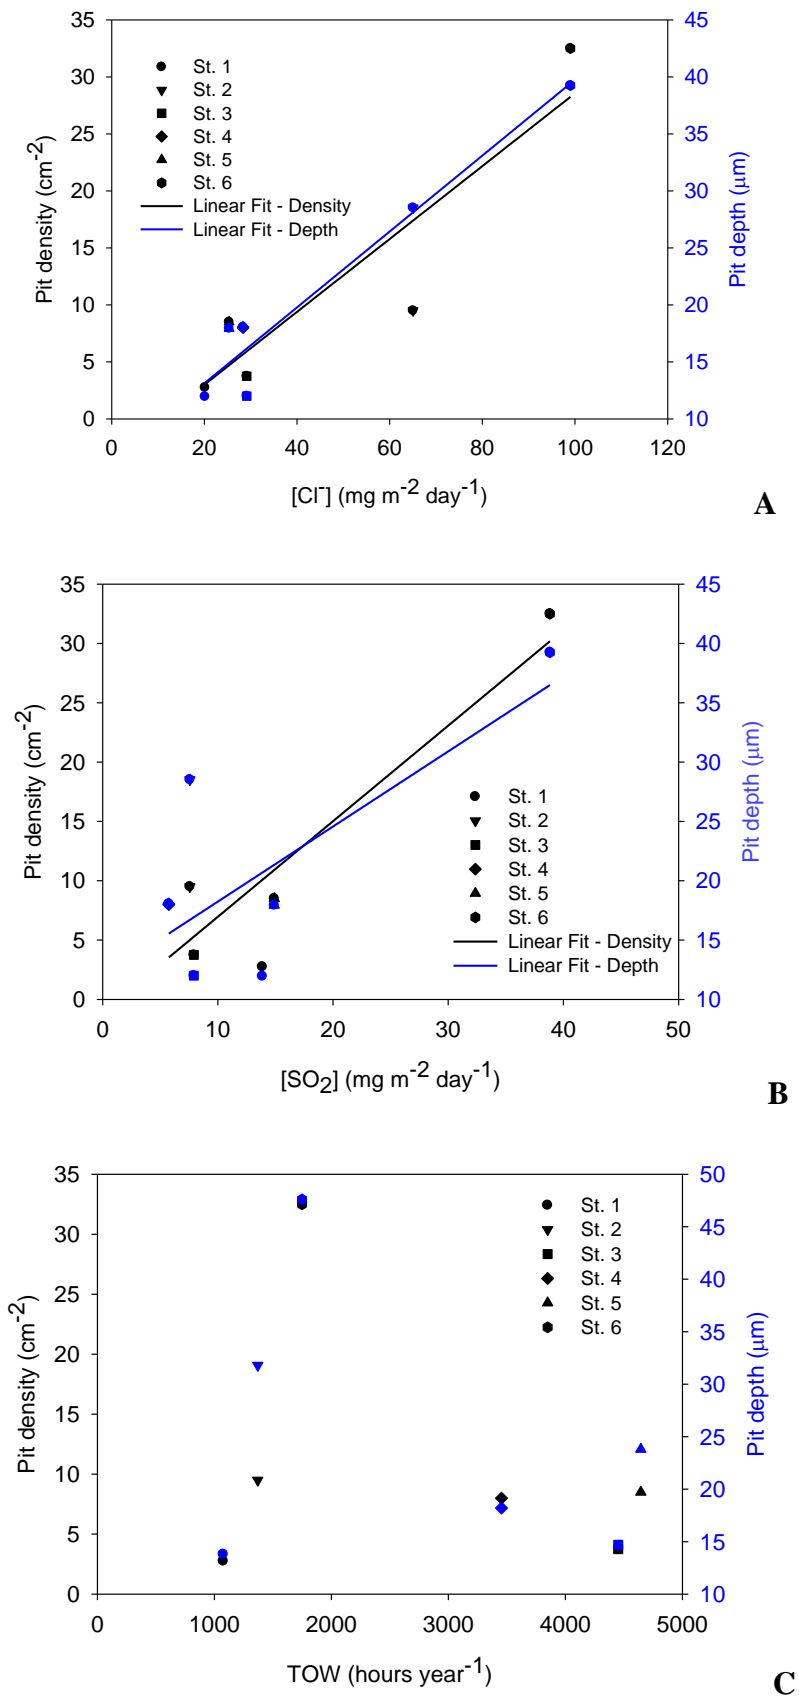 35
30
25
20
15
10
5
0
Pit density (cm-2)
45
40
35
30
25
20
15
10
Pit depth (μm)
St. 1
St. 2
St. 3
St. 4
St. 5
St. 6
Linear Fit - Density
Linear Fit - Depth
0 20 40 60 80 100 120
[Cl-] (mg m-2 day-1)
A
35
30
25
20
15
10
5
0
Pit density (cm-2)
45
40
35
30
25
20
15
10
Pit depth (μm)
St. 1
St. 2
St. 3
St. 4
St. 5
St. 6
Linear Fit - Density
Linear Fit - Depth
0 10 20 30 40 50
[SO2] (mg m-2 day-1)
B
35
30
25
20
15
10
5
0
Pit density (cm-2)
50
45
40
35
30
25
20
15
10
Pit depth (μm)
St. 1
St. 2
St. 3
St. 4
St. 5
St. 6
0 1000 2000 3000 4000 5000
TOW (hours year-1)
C